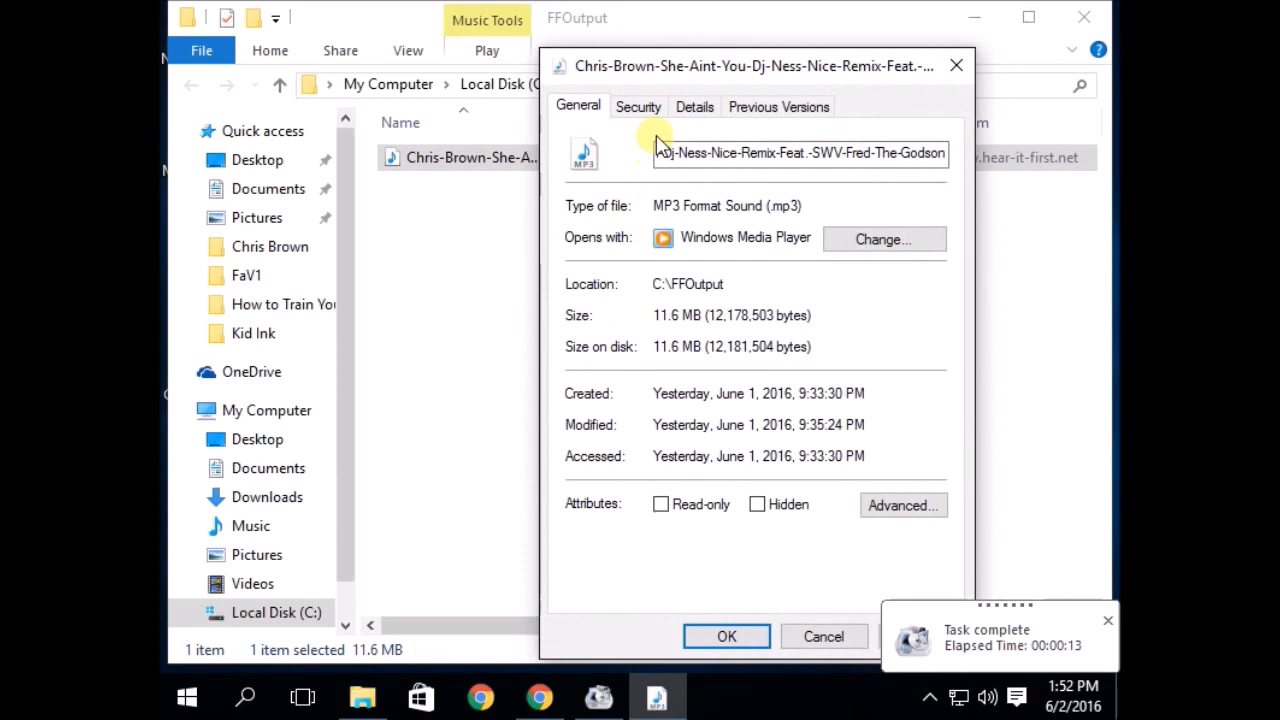 Music Tools
FFOutput
File
Home
Share
View
Play
My Computer
Local Disk (C
Name
Chris-Brown-She-A...
.hear-it-first.net
Quick access
Desktop
Documents
Pictures
Chris Brown
FaV1
How to Train You
Kid Ink
OneDrive
My Computer
Desktop
Documents
Downloads
Music
Pictures
Videos
Local Disk (C:)
1 item
1 item selected 11.6 MB
Chris-Brown-She-Aint-You-Dj-Ness-Nice-Remix-Feat.-...
General
Security
Details
Previous Versions
MP3
Dj-Ness-Nice-Remix-Feat.-SWV-Fred-The-Godson
Type of file: MP3 Format Sound (.mp3)
Opens with: Windows Media Player
Change...
Location: C:\FFOutput
Size: 11.6 MB (12,178,503 bytes)
Size on disk: 11.6 MB (12,181,504 bytes)
Created: Yesterday, June 1, 2016, 9:33:30 PM
Modified: Yesterday, June 1, 2016, 9:35:24 PM
Accessed: Yesterday, June 1, 2016, 9:33:30 PM
Attributes: Read-only Hidden
Advanced...
OK
Cancel
Task complete
Elapsed Time: 00:00:13
MP3
1:52 PM
6/2/2016